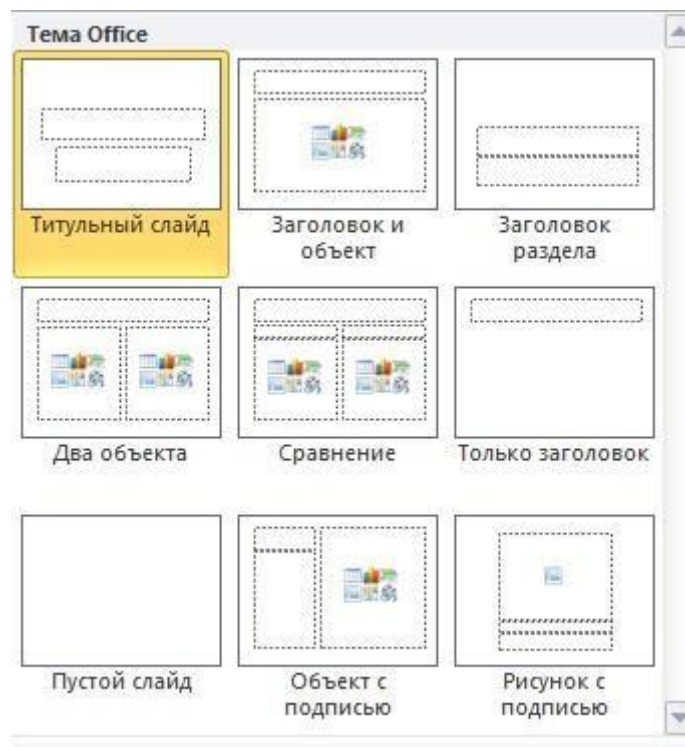 Тема Office
Титульный слайд
Заголовок и
объект
Заголовок
раздела
Два объекта
Сравнение
Только заголовок
Пустой слайд
Объект с
подписью
Рисунок с
подписью